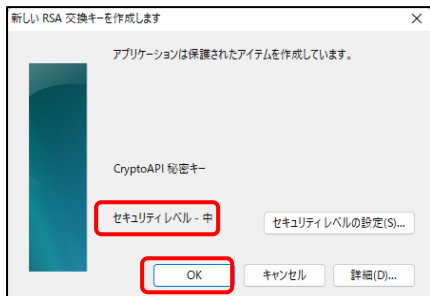 新しい RSA 交換キーを作成します
アプリケーションは保護されたアイテムを作成しています。
CryptoAPI 秘密キー
セキュリティ レベル - 中
セキュリティ レベルの設定(S)...
OK
キャンセル
詳細(D)...